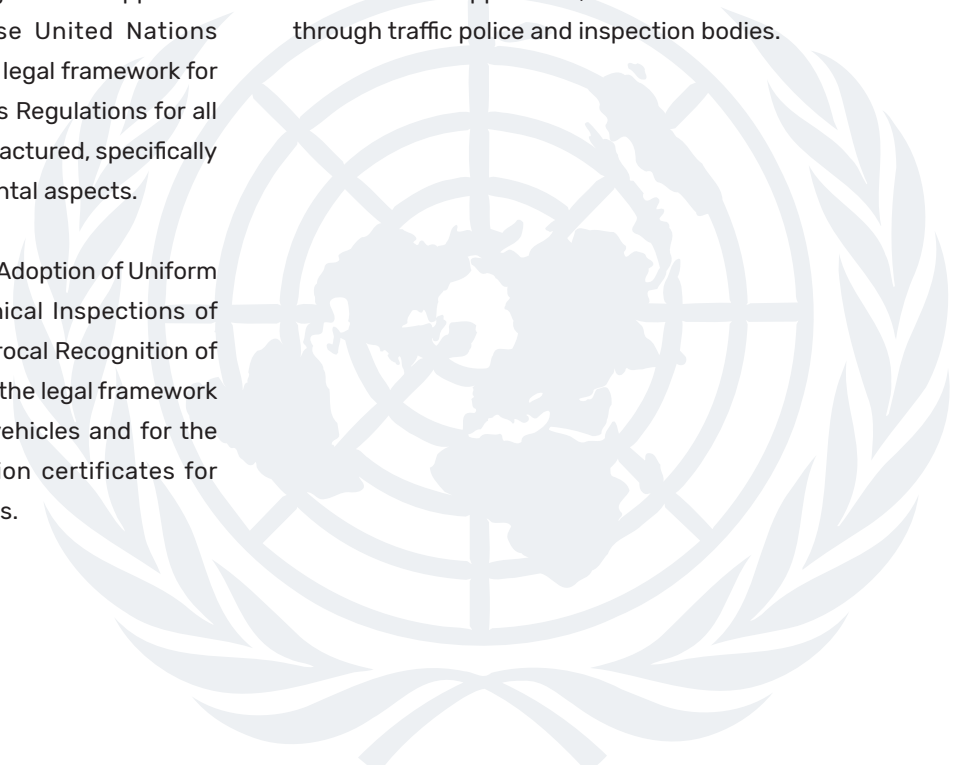 se United Nations
legal framework for
s Regulations for all
actured, specifically
ntal aspects.
Adoption of Uniform
nical Inspections of
rocal Recognition of
the legal framework
ehicles and for the
ion certificates for
s.
through traffic police and inspection bodies.